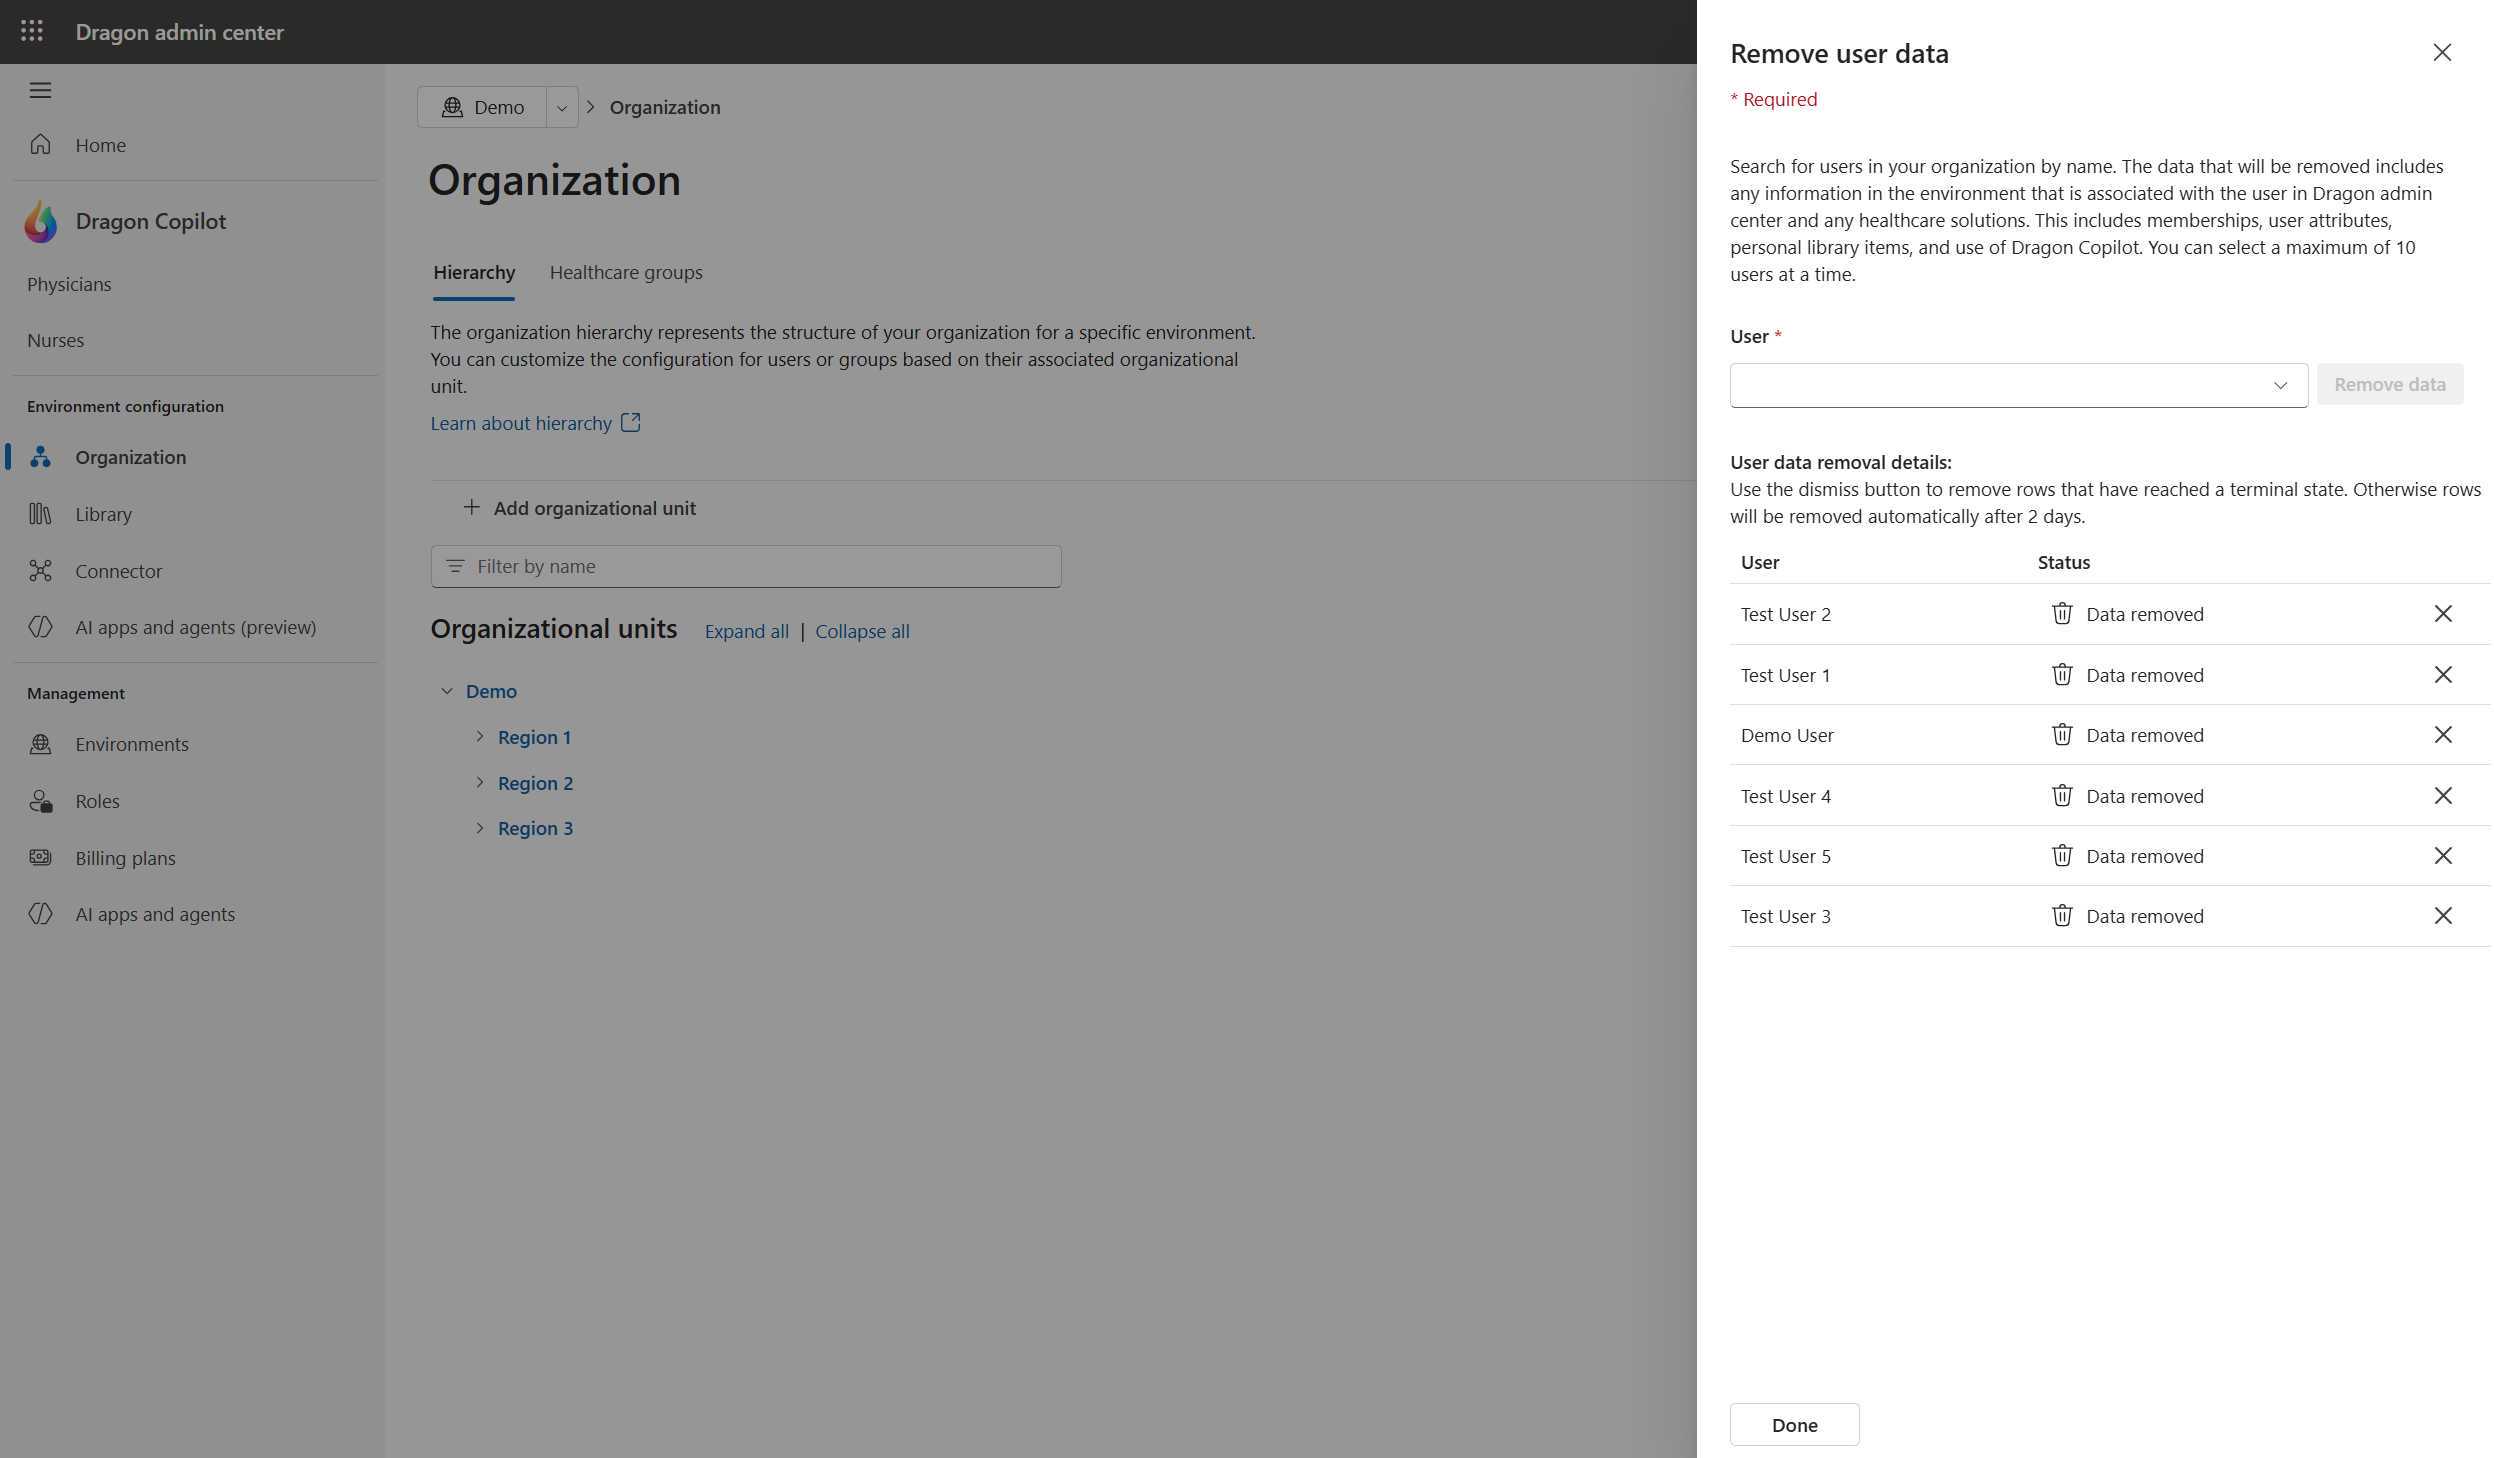 Dragon admin center
Home
Dragon Copilot
Physicians
Nurses
Environment configuration
Organization
Library
Connector
AI apps and agents (preview)
Management
Environments
Roles
Billing plans
AI apps and agents
Demo
Organization
Organization
Hierarchy
Healthcare groups
The organization hierarchy represents the structure of your organization for a specific environment.
You can customize the configuration for users or groups based on their associated organizational
unit.
Learn about hierarchy
Add organizational unit
Filter by name
Organizational units
Expand all | Collapse all
Demo
Region 1
Region 2
Region 3
Remove user data
* Required
Search for users in your organization by name. The data that will be removed includes
any information in the environment that is associated with the user in Dragon admin
center and any healthcare solutions. This includes memberships, user attributes,
personal library items, and use of Dragon Copilot. You can select a maximum of 10
users at a time.
User *
Remove data
User data removal details:
Use the dismiss button to remove rows that have reached a terminal state. Otherwise rows
will be removed automatically after 2 days.
User Status
Test User 2 Data removed
Test User 1 Data removed
Demo User Data removed
Test User 4 Data removed
Test User 5 Data removed
Test User 3 Data removed
Done